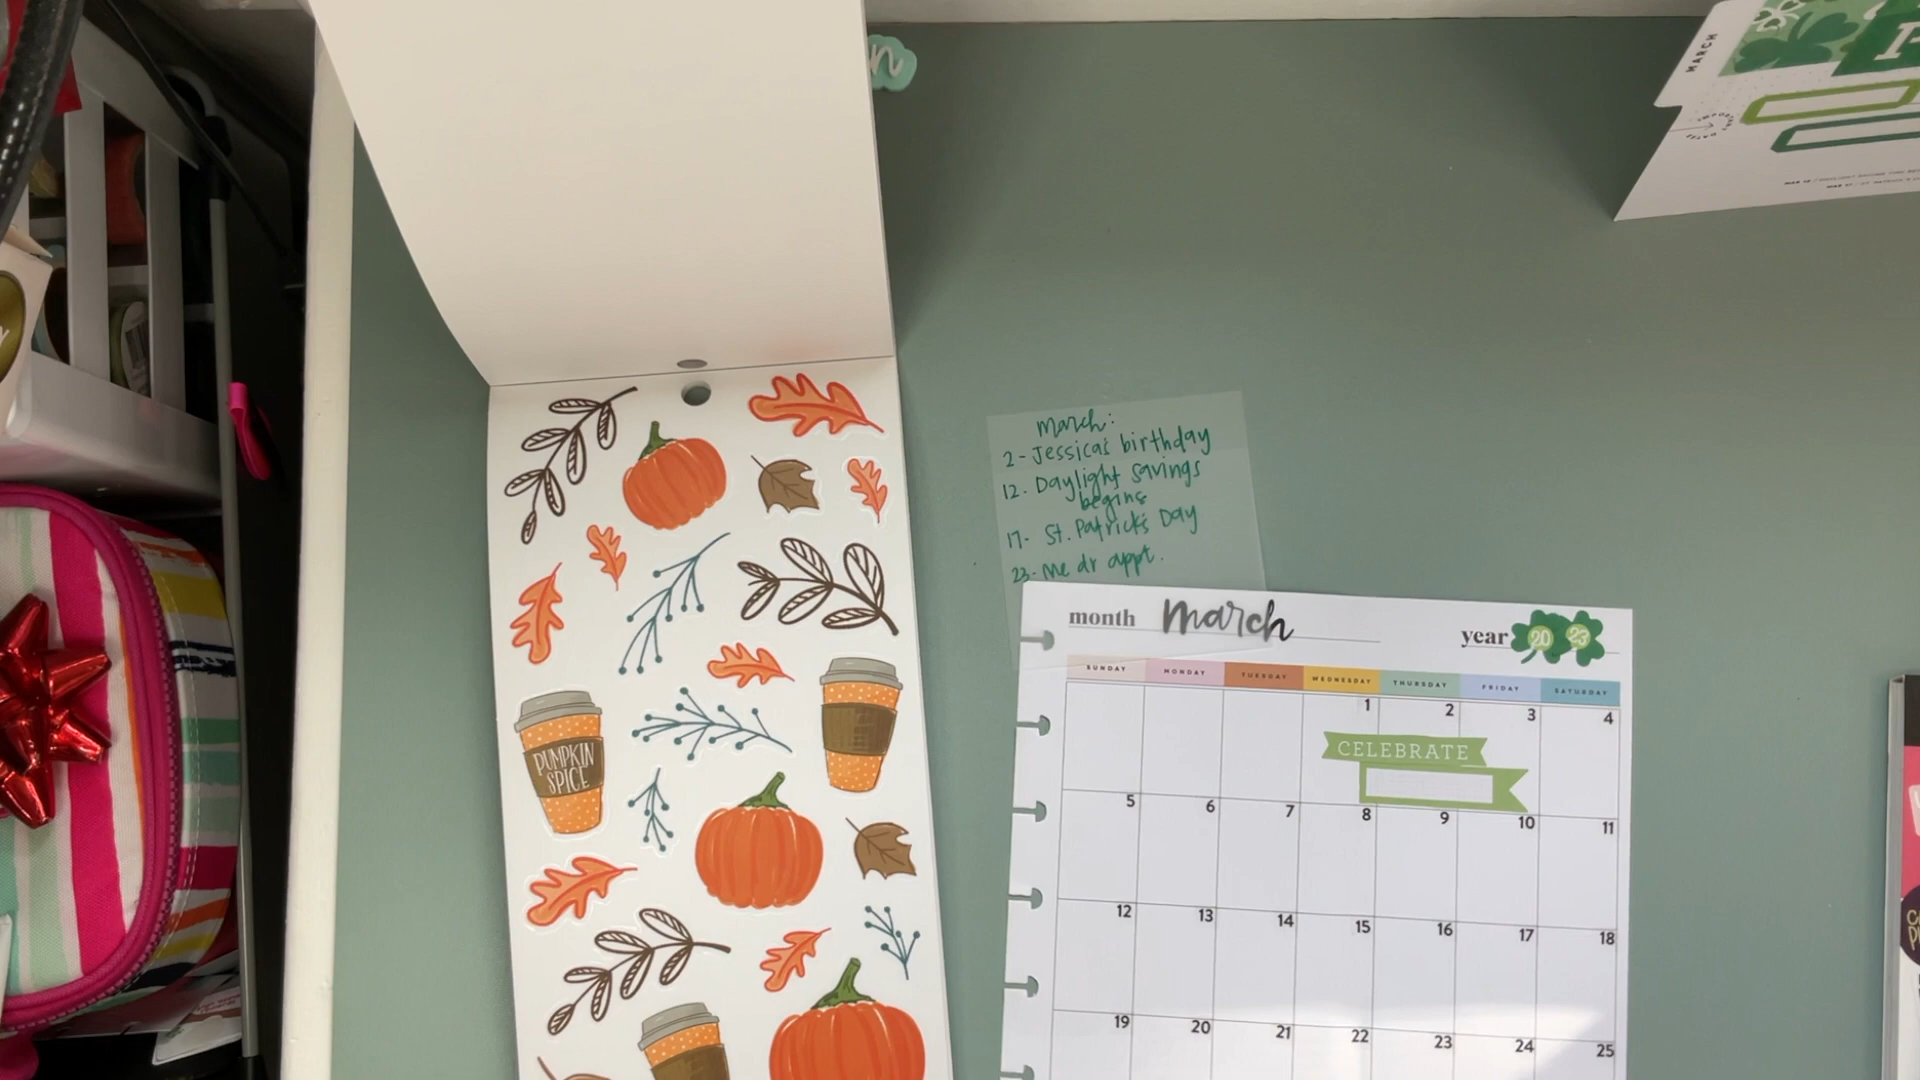 n
MARCH
march:
2- Jessica's birthday
12. Daylight savings
begins
17- St. Patrick's Day
23- Me dr appt.
month march
year 20 23
SUNDAY MONDAY TUESDAY WEDNESDAY THURSDAY FRIDAY SATURDAY
1 2 3 4
CELEBRATE
5 6 7 8 9 10 11
12 13 14 15 16 17 18
19 20 21 22 23 24 25
PUMPKIN
SPICE